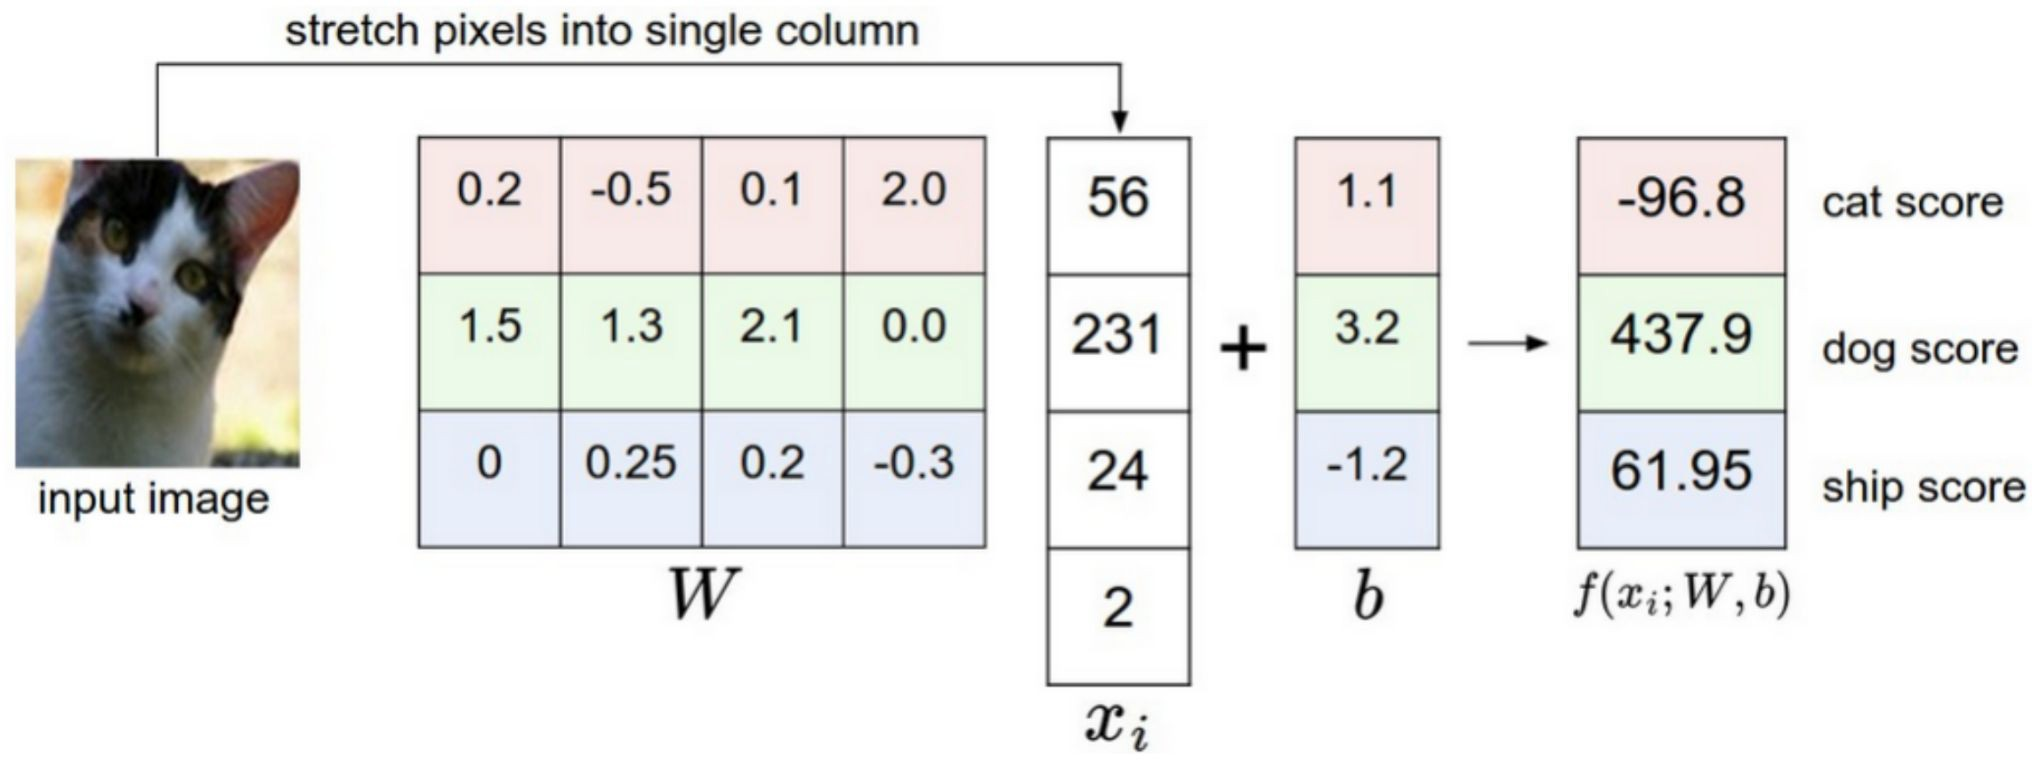 stretch pixels into single column
0.2 -0.5 0.1 2.0
1.5 1.3 2.1 0.0
0 0.25 0.2 -0.3
W
56
231
24
2
x_i
+
1.1
3.2
-1.2
b
-96.8 cat score
437.9 dog score
61.95 ship score
f(x_i; W, b)
input image